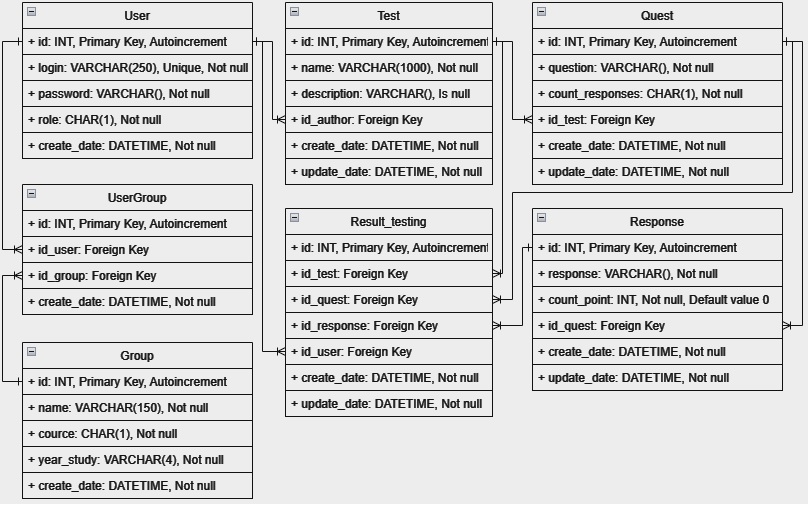 User
+ id: INT, Primary Key, Autoincrement
+ login: VARCHAR(250), Unique, Not null
+ password: VARCHAR(), Not null
+ role: CHAR(1), Not null
+ create_date: DATETIME, Not null
UserGroup
+ id: INT, Primary Key, Autoincrement
+ id_user: Foreign Key
+ id_group: Foreign Key
+ create_date: DATETIME, Not null
Group
+ id: INT, Primary Key, Autoincrement
+ name: VARCHAR(150), Not null
+ cource: CHAR(1), Not null
+ year_study: VARCHAR(4), Not null
+ create_date: DATETIME, Not null
Test
+ id: INT, Primary Key, Autoincrement
+ name: VARCHAR(1000), Not null
+ description: VARCHAR(), Is null
+ id_author: Foreign Key
+ create_date: DATETIME, Not null
+ update_date: DATETIME, Not null
Result_testing
+ id: INT, Primary Key, Autoincrement
+ id_test: Foreign Key
+ id_quest: Foreign Key
+ id_response: Foreign Key
+ id_user: Foreign Key
+ create_date: DATETIME, Not null
+ update_date: DATETIME, Not null
Quest
+ id: INT, Primary Key, Autoincrement
+ question: VARCHAR(), Not null
+ count_responses: CHAR(1), Not null
+ id_test: Foreign Key
+ create_date: DATETIME, Not null
+ update_date: DATETIME, Not null
Response
+ id: INT, Primary Key, Autoincrement
+ response: VARCHAR(), Not null
+ count_point: INT, Not null, Default value 0
+ id_quest: Foreign Key
+ create_date: DATETIME, Not null
+ update_date: DATETIME, Not null